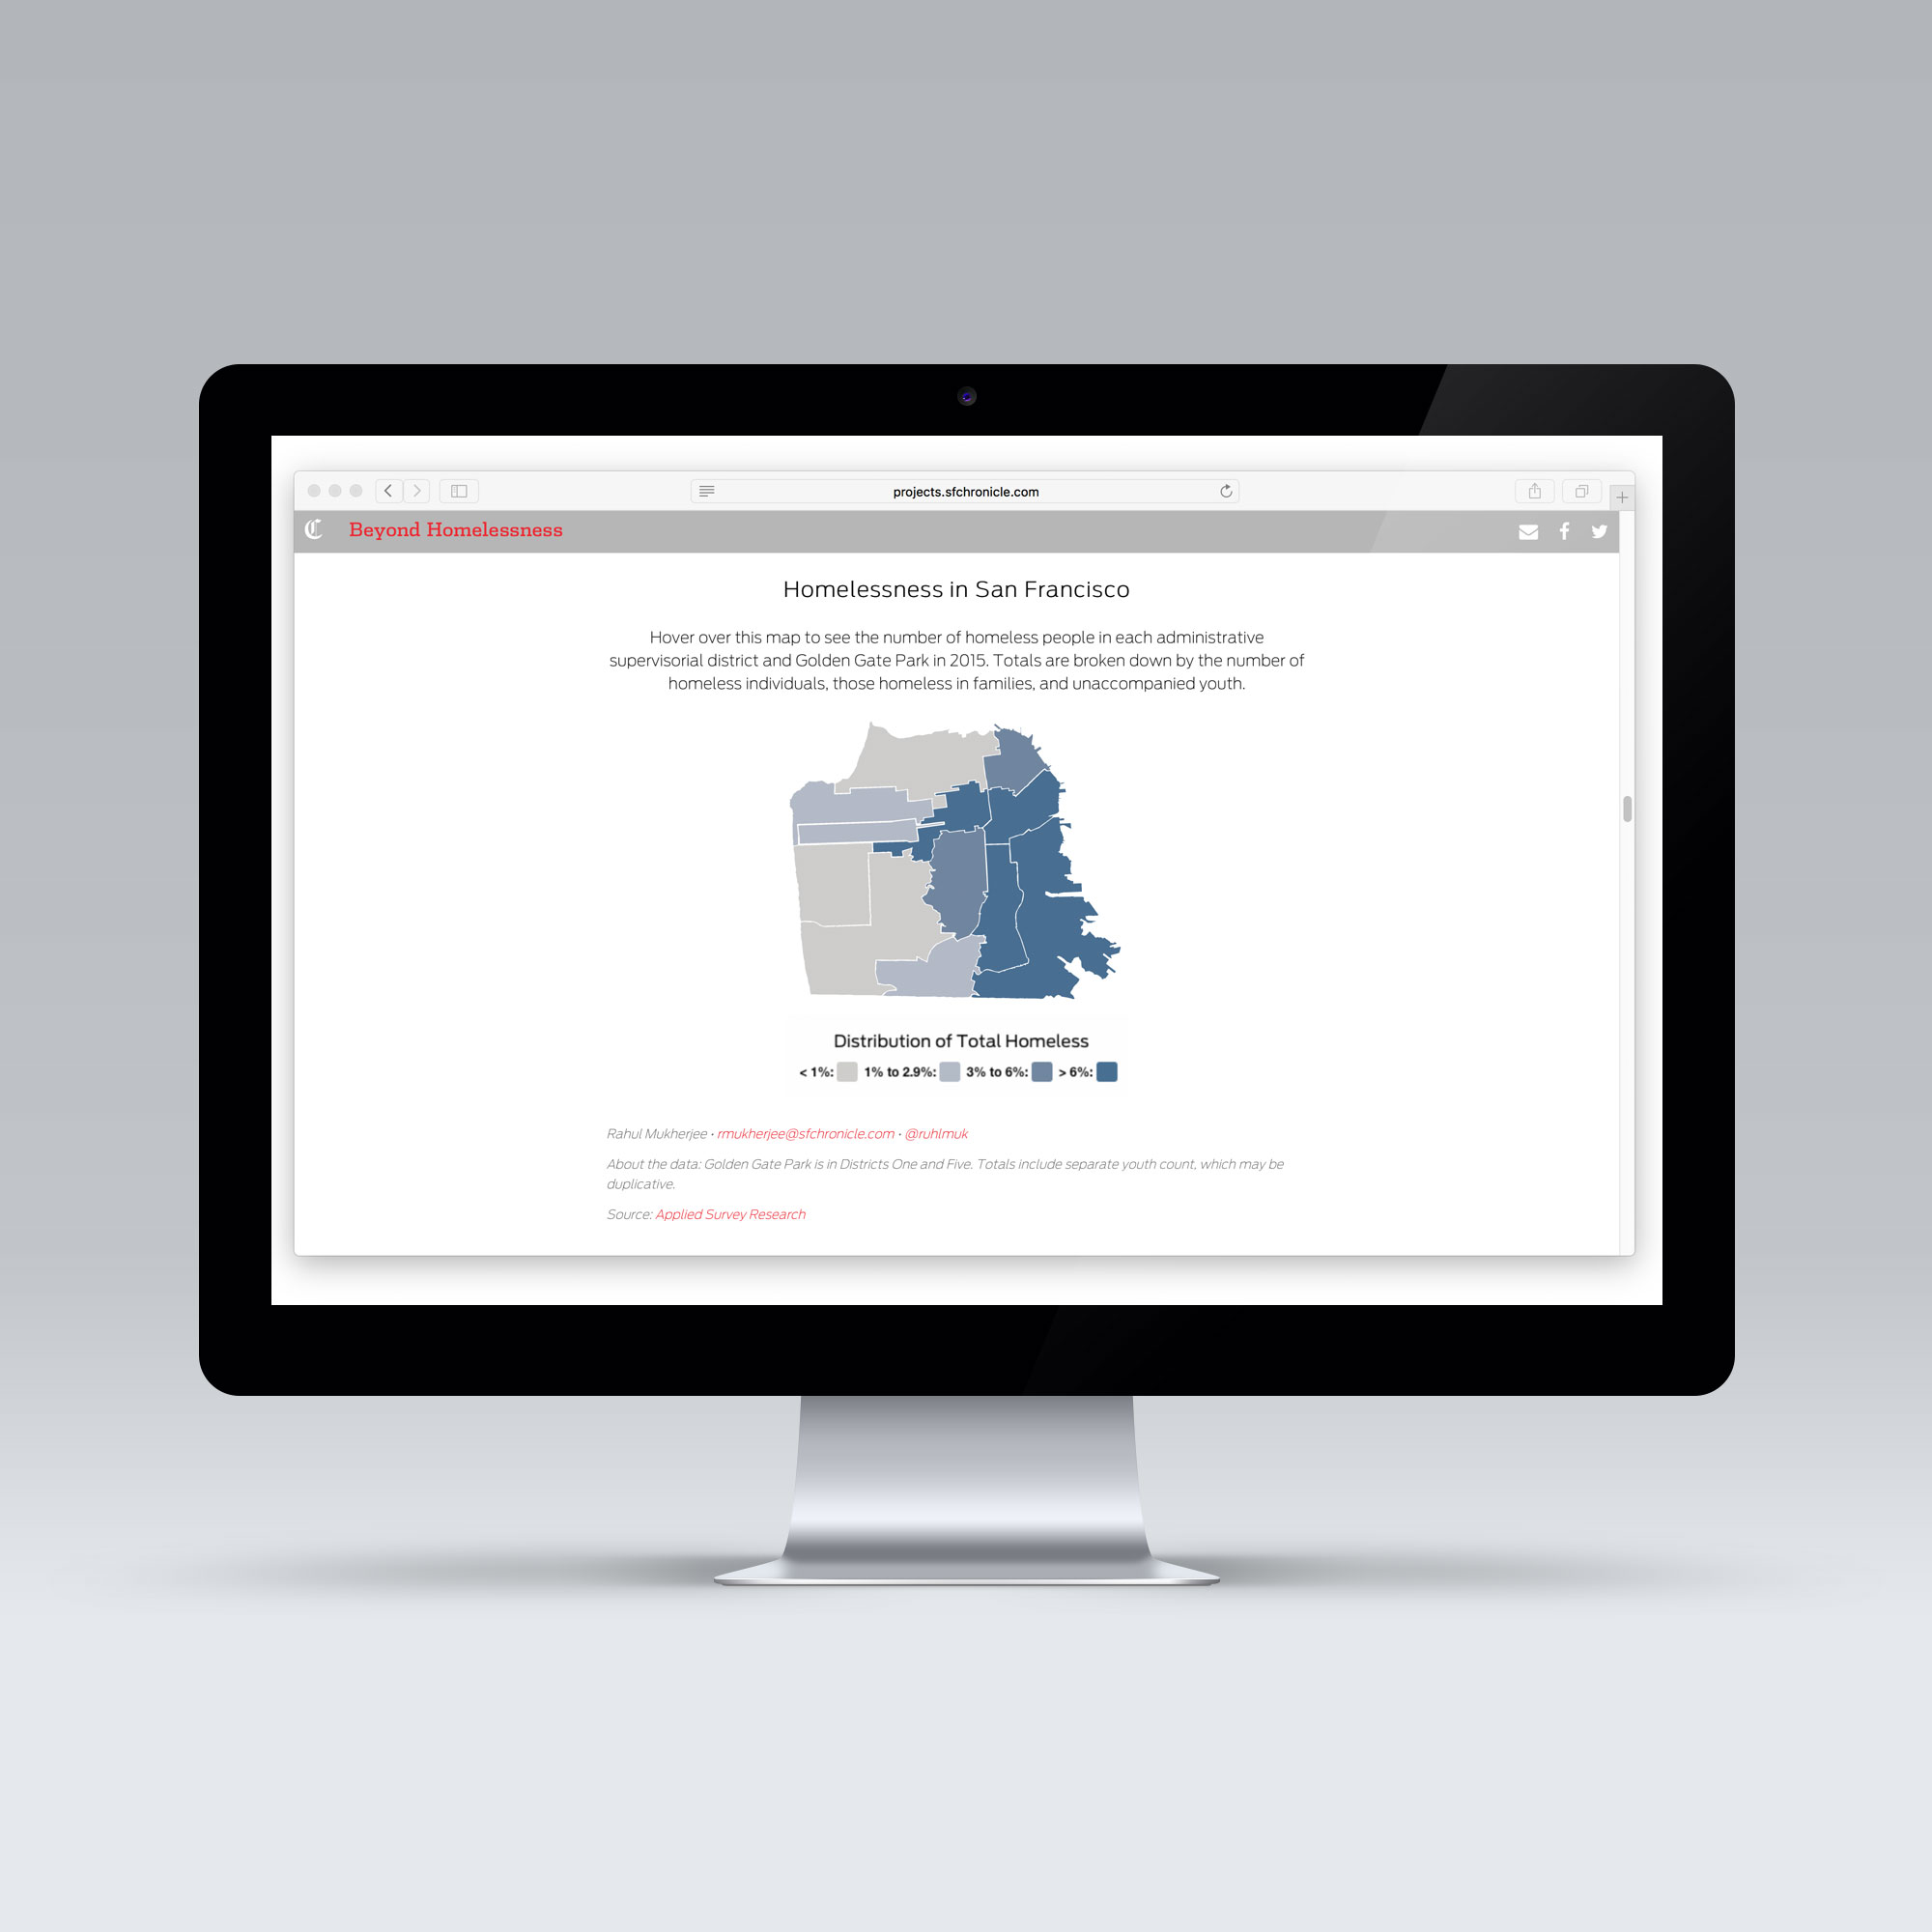 projects.sfchronicle.com
C Beyond Homelessness
Homelessness in San Francisco
Hover over this map to see the number of homeless people in each administrative
supervisorial district and Golden Gate Park in 2015. Totals are broken down by the number of
homeless individuals, those homeless in families, and unaccompanied youth.
Distribution of Total Homeless
< 1%: 1% to 2.9%: 3% to 6%: > 6%:
Rahul Mukherjee · rmukherjee@sfchronicle.com · @ruhlmuk
About the data: Golden Gate Park is in Districts One and Five. Totals include separate youth count, which may be
duplicative.
Source: Applied Survey Research